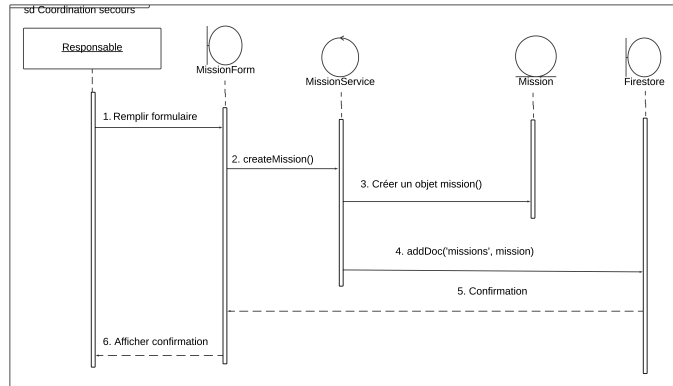 sd Coordination secours
Responsable
MissionForm
MissionService
Mission
Firestore
1. Remplir formulaire
2. createMission()
3. Créer un objet mission()
4. addDoc('missions', mission)
5. Confirmation
6. Afficher confirmation